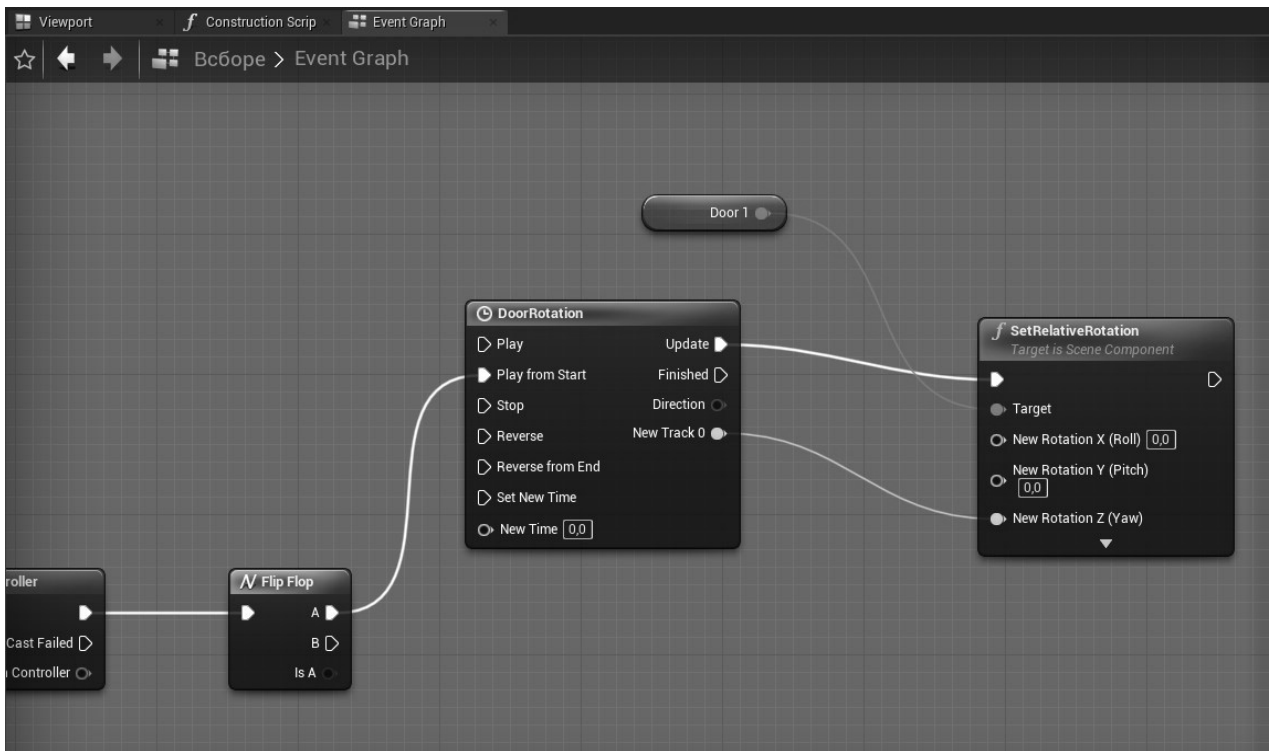 Viewport
Construction Scrip
Event Graph
Всборе > Event Graph
Door 1
DoorRotation
Play
Update
Play from Start
Finished
Stop
Direction
Reverse
New Track 0
Reverse from End
Set New Time
New Time 0,0
SetRelativeRotation
Target is Scene Component
Target
New Rotation X (Roll) 0,0
New Rotation Y (Pitch)
0,0
New Rotation Z (Yaw)
roller
Cast Failed
Controller
Flip Flop
A
B
Is A